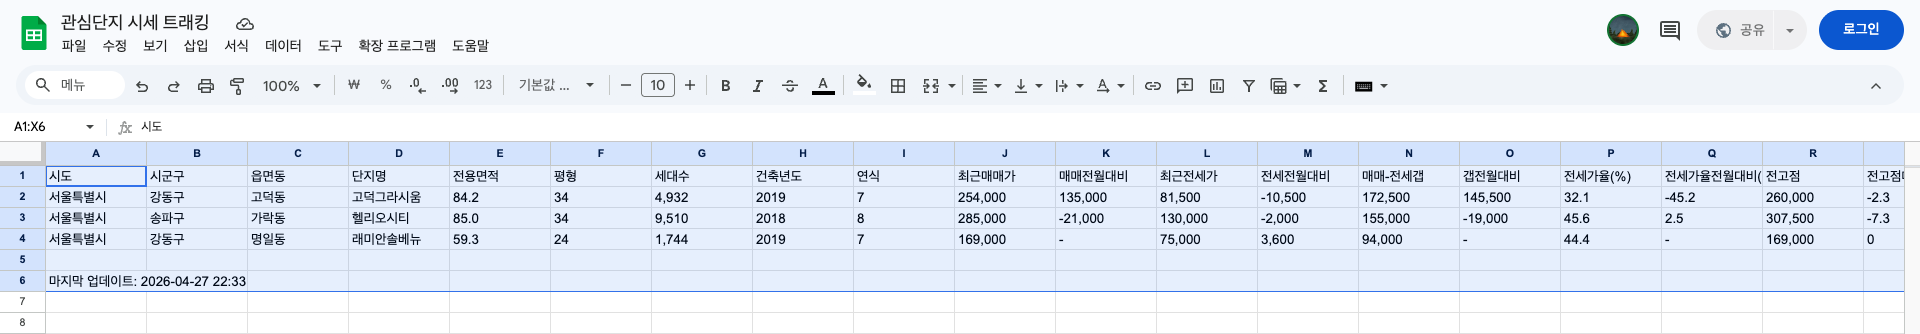 관심단지 시세 트래킹
파일 수정 보기 삽입 서식 데이터 도구 확장 프로그램 도움말
공유
로그인
메뉴 100% ₩ % .0 .00 123 기본값 ... 10 B I A A Σ
A1:X6 fx 시도
A B C D E F G H I J K L M N O P Q R
1 시도 시군구 읍면동 단지명 전용면적 평형 세대수 건축년도 연식 최근매매가 매매전월대비 최근전세가 전세전월대비 매매-전세갭 갭전월대비 전세가율(%) 전세가율전월대비( 전고점 전고점
2 서울특별시 강동구 고덕동 고덕그라시움 84.2 34 4,932 2019 7 254,000 135,000 81,500 -10,500 172,500 145,500 32.1 -45.2 260,000 -2.3
3 서울특별시 송파구 가락동 헬리오시티 85.0 34 9,510 2018 8 285,000 -21,000 130,000 -2,000 155,000 -19,000 45.6 2.5 307,500 -7.3
4 서울특별시 강동구 명일동 래미안솔베뉴 59.3 24 1,744 2019 7 169,000 - 75,000 3,600 94,000 - 44.4 - 169,000 0
5
6 마지막 업데이트: 2026-04-27 22:33
7
8